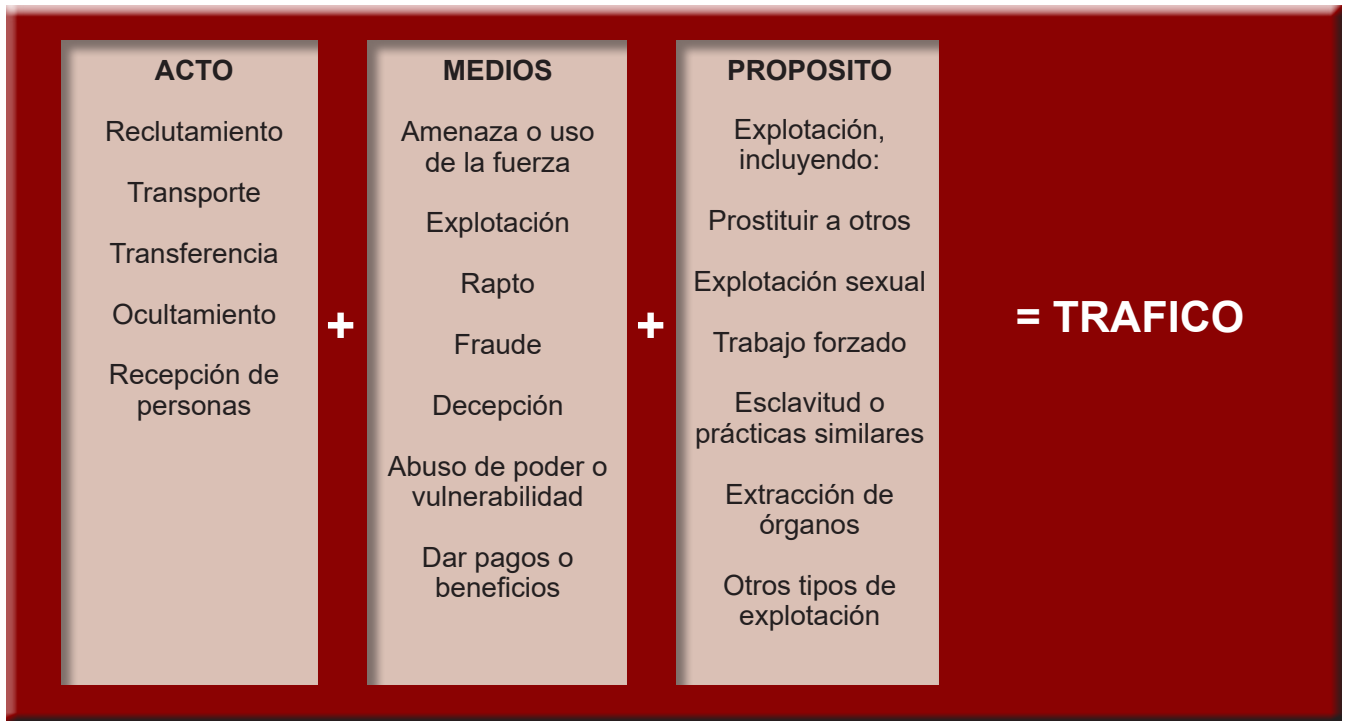 ACTO
Reclutamiento
Transporte
Transferencia
Ocultamiento
Recepción de
personas
+
MEDIOS
Amenaza o uso
de la fuerza
Explotación
Rapto
Fraude
Decepción
Abuso de poder o
vulnerabilidad
Dar pagos o
beneficios
+
PROPOSITO
Explotación,
incluyendo:
Prostituir a otros
Explotación sexual
Trabajo forzado
Esclavitud o
prácticas similares
Extracción de
órganos
Otros tipos de
explotación
= TRAFICO